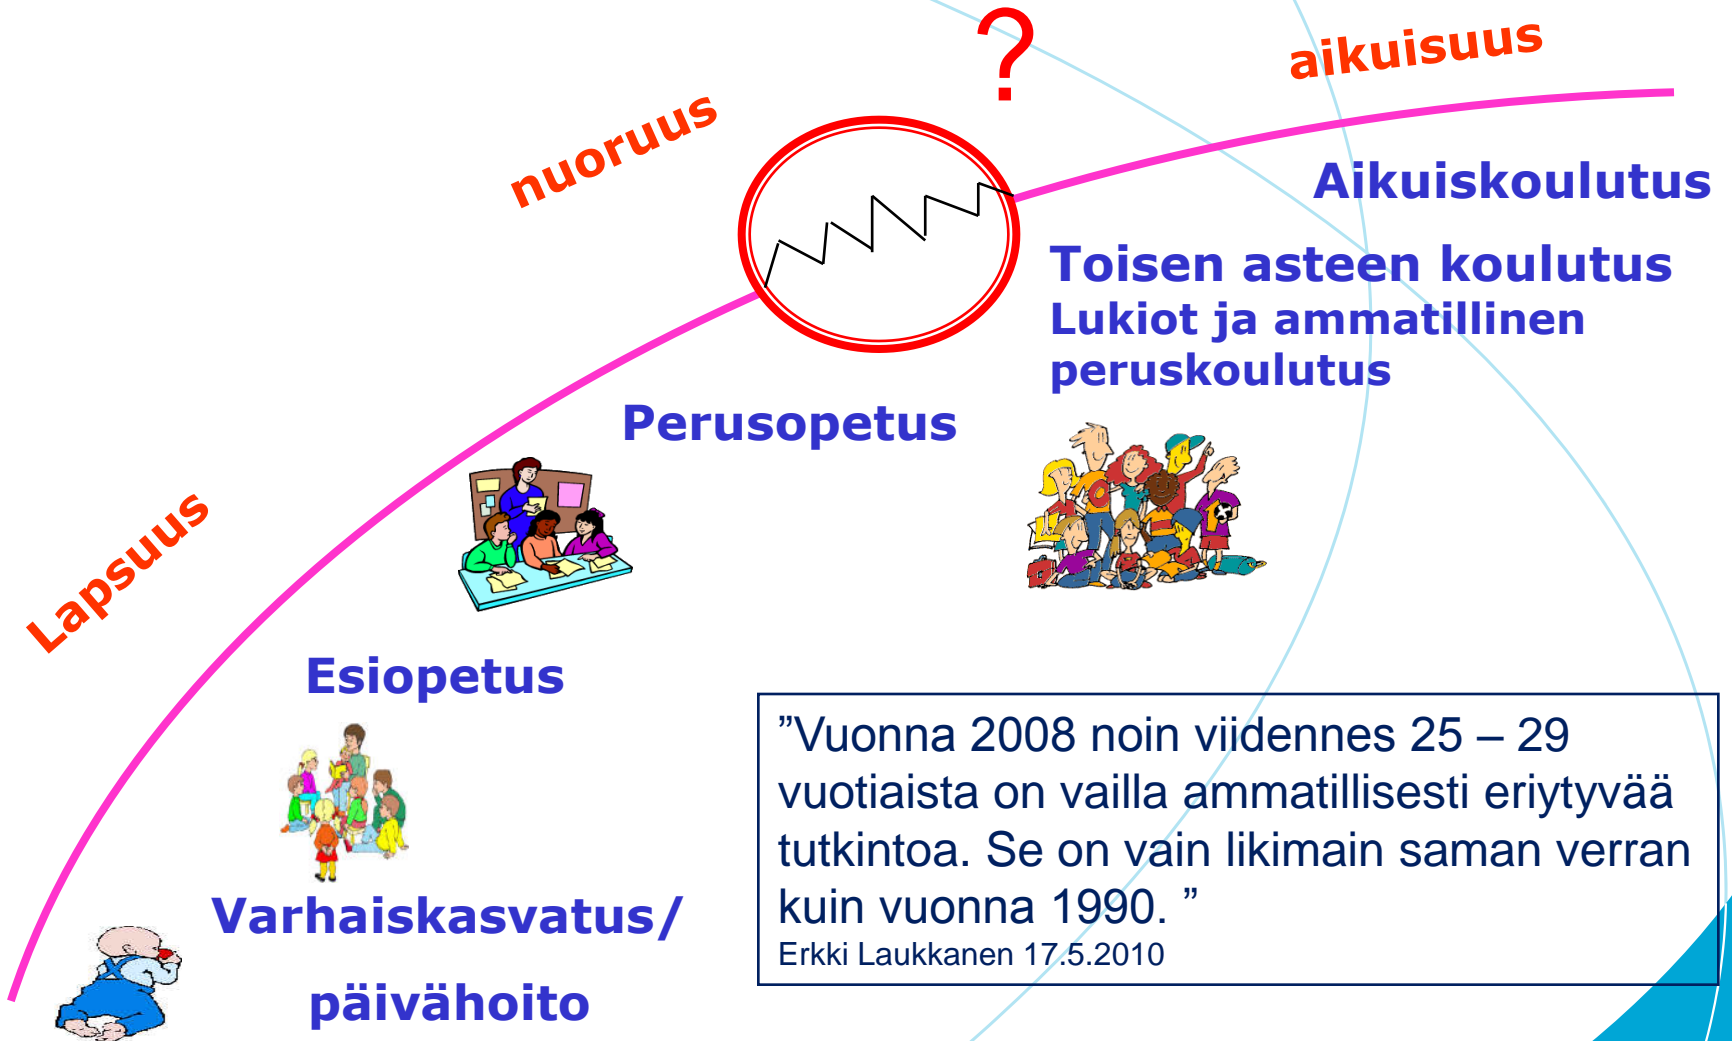 ?
aikuisuus
nuoruus
Aikuiskoulutus
Toisen asteen koulutus
Lukiot ja ammatillinen
peruskoulutus
Perusopetus
Lapsuus
Esiopetus
Varhaiskasvatus/
päivähoito
”Vuonna 2008 noin viidennes 25 – 29
vuotiaista on vailla ammatillisesti eriytyvää
tutkintoa. Se on vain likimain saman verran
kuin vuonna 1990. ”
Erkki Laukkanen 17.5.2010